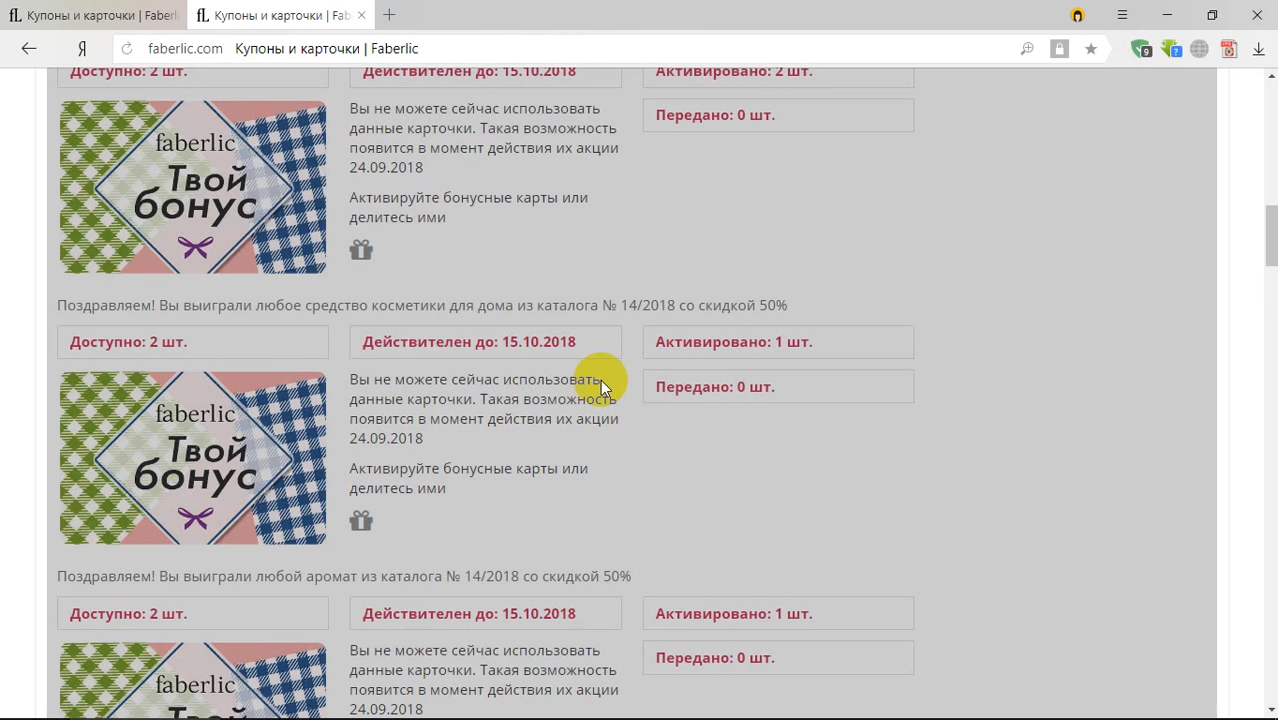 Купоны и карточки | Faberlic
Купоны и карточки | Fab
Я
faberlic.com Купоны и карточки | Faberlic
9
?
Доступно: 2 шт.
Действителен до: 15.10.2018
Активировано: 2 шт.
faberlic
Твой
бонус
Вы не можете сейчас использовать
данные карточки. Такая возможность
появится в момент действия их акции
24.09.2018
Активируйте бонусные карты или
делитесь ими
Передано: 0 шт.
Поздравляем! Вы выиграли любое средство косметики для дома из каталога № 14/2018 со скидкой 50%
Доступно: 2 шт.
Действителен до: 15.10.2018
Активировано: 1 шт.
faberlic
Твой
бонус
Вы не можете сейчас использовать
данные карточки. Такая возможность
появится в момент действия их акции
24.09.2018
Активируйте бонусные карты или
делитесь ими
Передано: 0 шт.
Поздравляем! Вы выиграли любой аромат из каталога № 14/2018 со скидкой 50%
Доступно: 2 шт.
Действителен до: 15.10.2018
Активировано: 1 шт.
faberlic
Твой
Вы не можете сейчас использовать
данные карточки. Такая возможность
появится в момент действия их акции
24.09.2018
Передано: 0 шт.